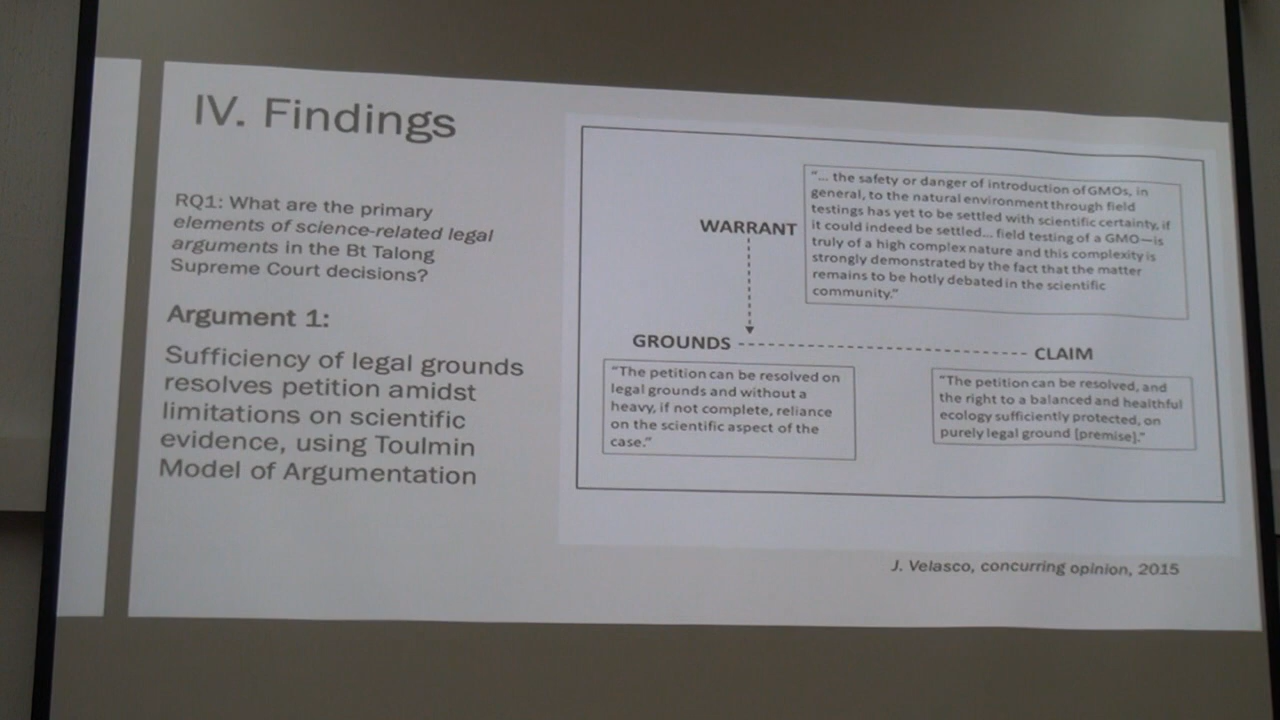 IV. Findings
RQ1: What are the primary
elements of science-related legal
arguments in the Bt Talong
Supreme Court decisions?
Argument 1:
Sufficiency of legal grounds
resolves petition amidst
limitations on scientific
evidence, using Toulmin
Model of Argumentation
WARRANT
"... the safety or danger of introduction of GMOs, in
general, to the natural environment through field
testings has yet to be settled with scientific certainty, if
it could indeed be settled... field testing of a GMO—is
truly of a high complex nature and this complexity is
strongly demonstrated by the fact that the matter
remains to be hotly debated in the scientific
community."
GROUNDS
"The petition can be resolved on
legal grounds and without a
heavy, if not complete, reliance
on the scientific aspect of the
case."
CLAIM
"The petition can be resolved, and
the right to a balanced and healthful
ecology sufficiently protected, on
purely legal ground [premise]."
J. Velasco, concurring opinion, 2015